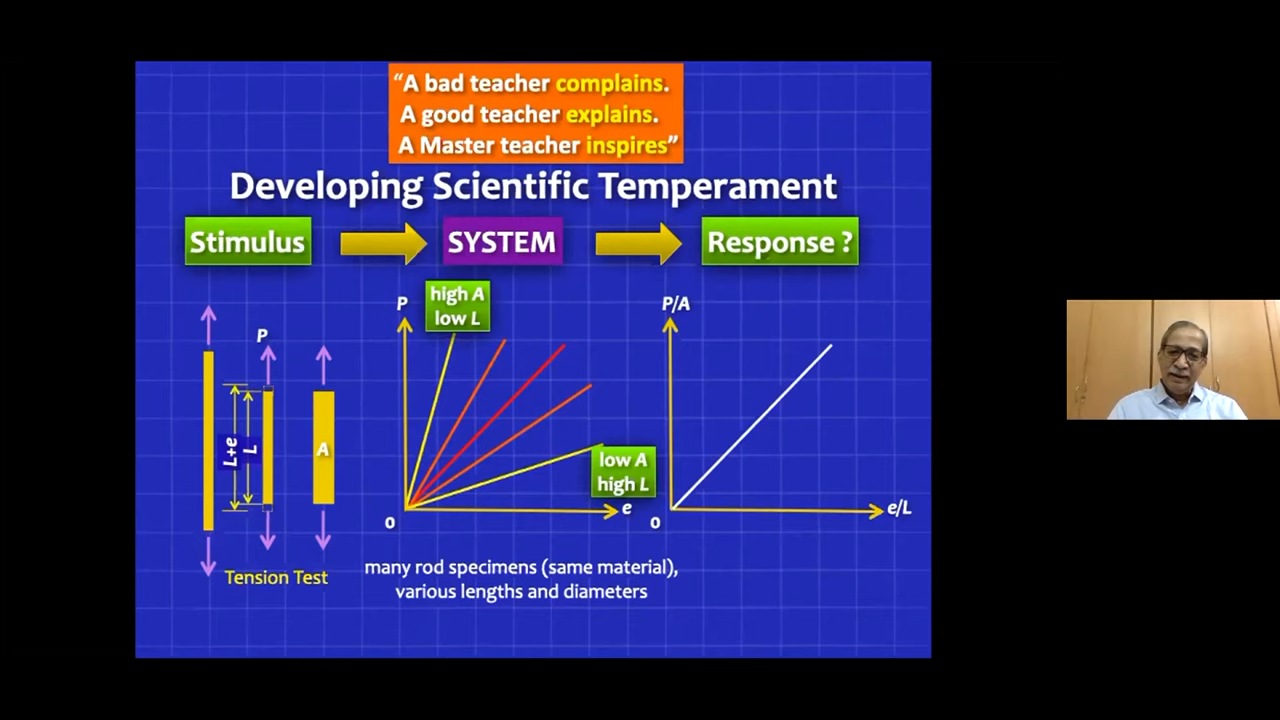 “A bad teacher complains.
A good teacher explains.
A Master teacher inspires”
Developing Scientific Temperament
Stimulus
SYSTEM
Response ?
P
L+e
L
A
Tension Test
P
high A
low L
low A
high L
e
0
many rod specimens (same material),
various lengths and diameters
P/A
e/L
0